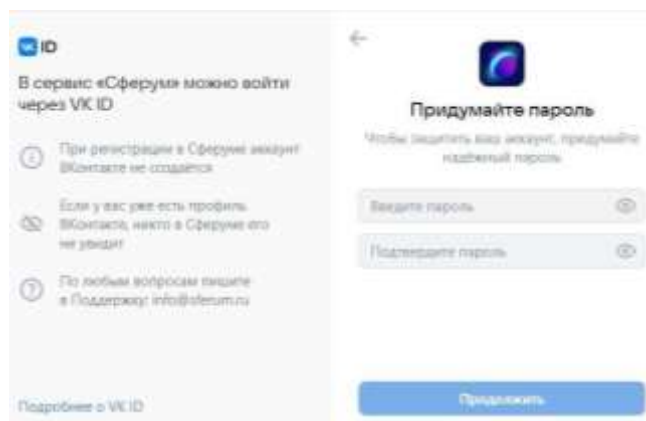 VK ID
В сервис «Сферум» можно войти
через VK ID
При регистрации в Сферуме аккаунт
ВКонтакте не создаётся
Если у вас уже есть профиль
ВКонтакте, никто в Сферуме его
не увидит
По любым вопросам пишите
в Поддержку: info@sferum.ru
Подробнее о VK ID
Придумайте пароль
Чтобы защитить ваш аккаунт, придумайте
надёжный пароль
Введите пароль
Подтвердите пароль
Продолжить